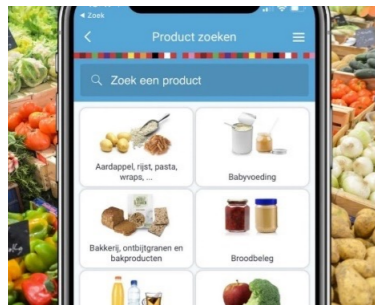 ◀ Zoek
Product zoeken
Zoek een product
Aardappel, rijst, pasta,
wraps, ...
Babyvoeding
Bakkerij, ontbijtgranen en
bakproducten
Broodbeleg